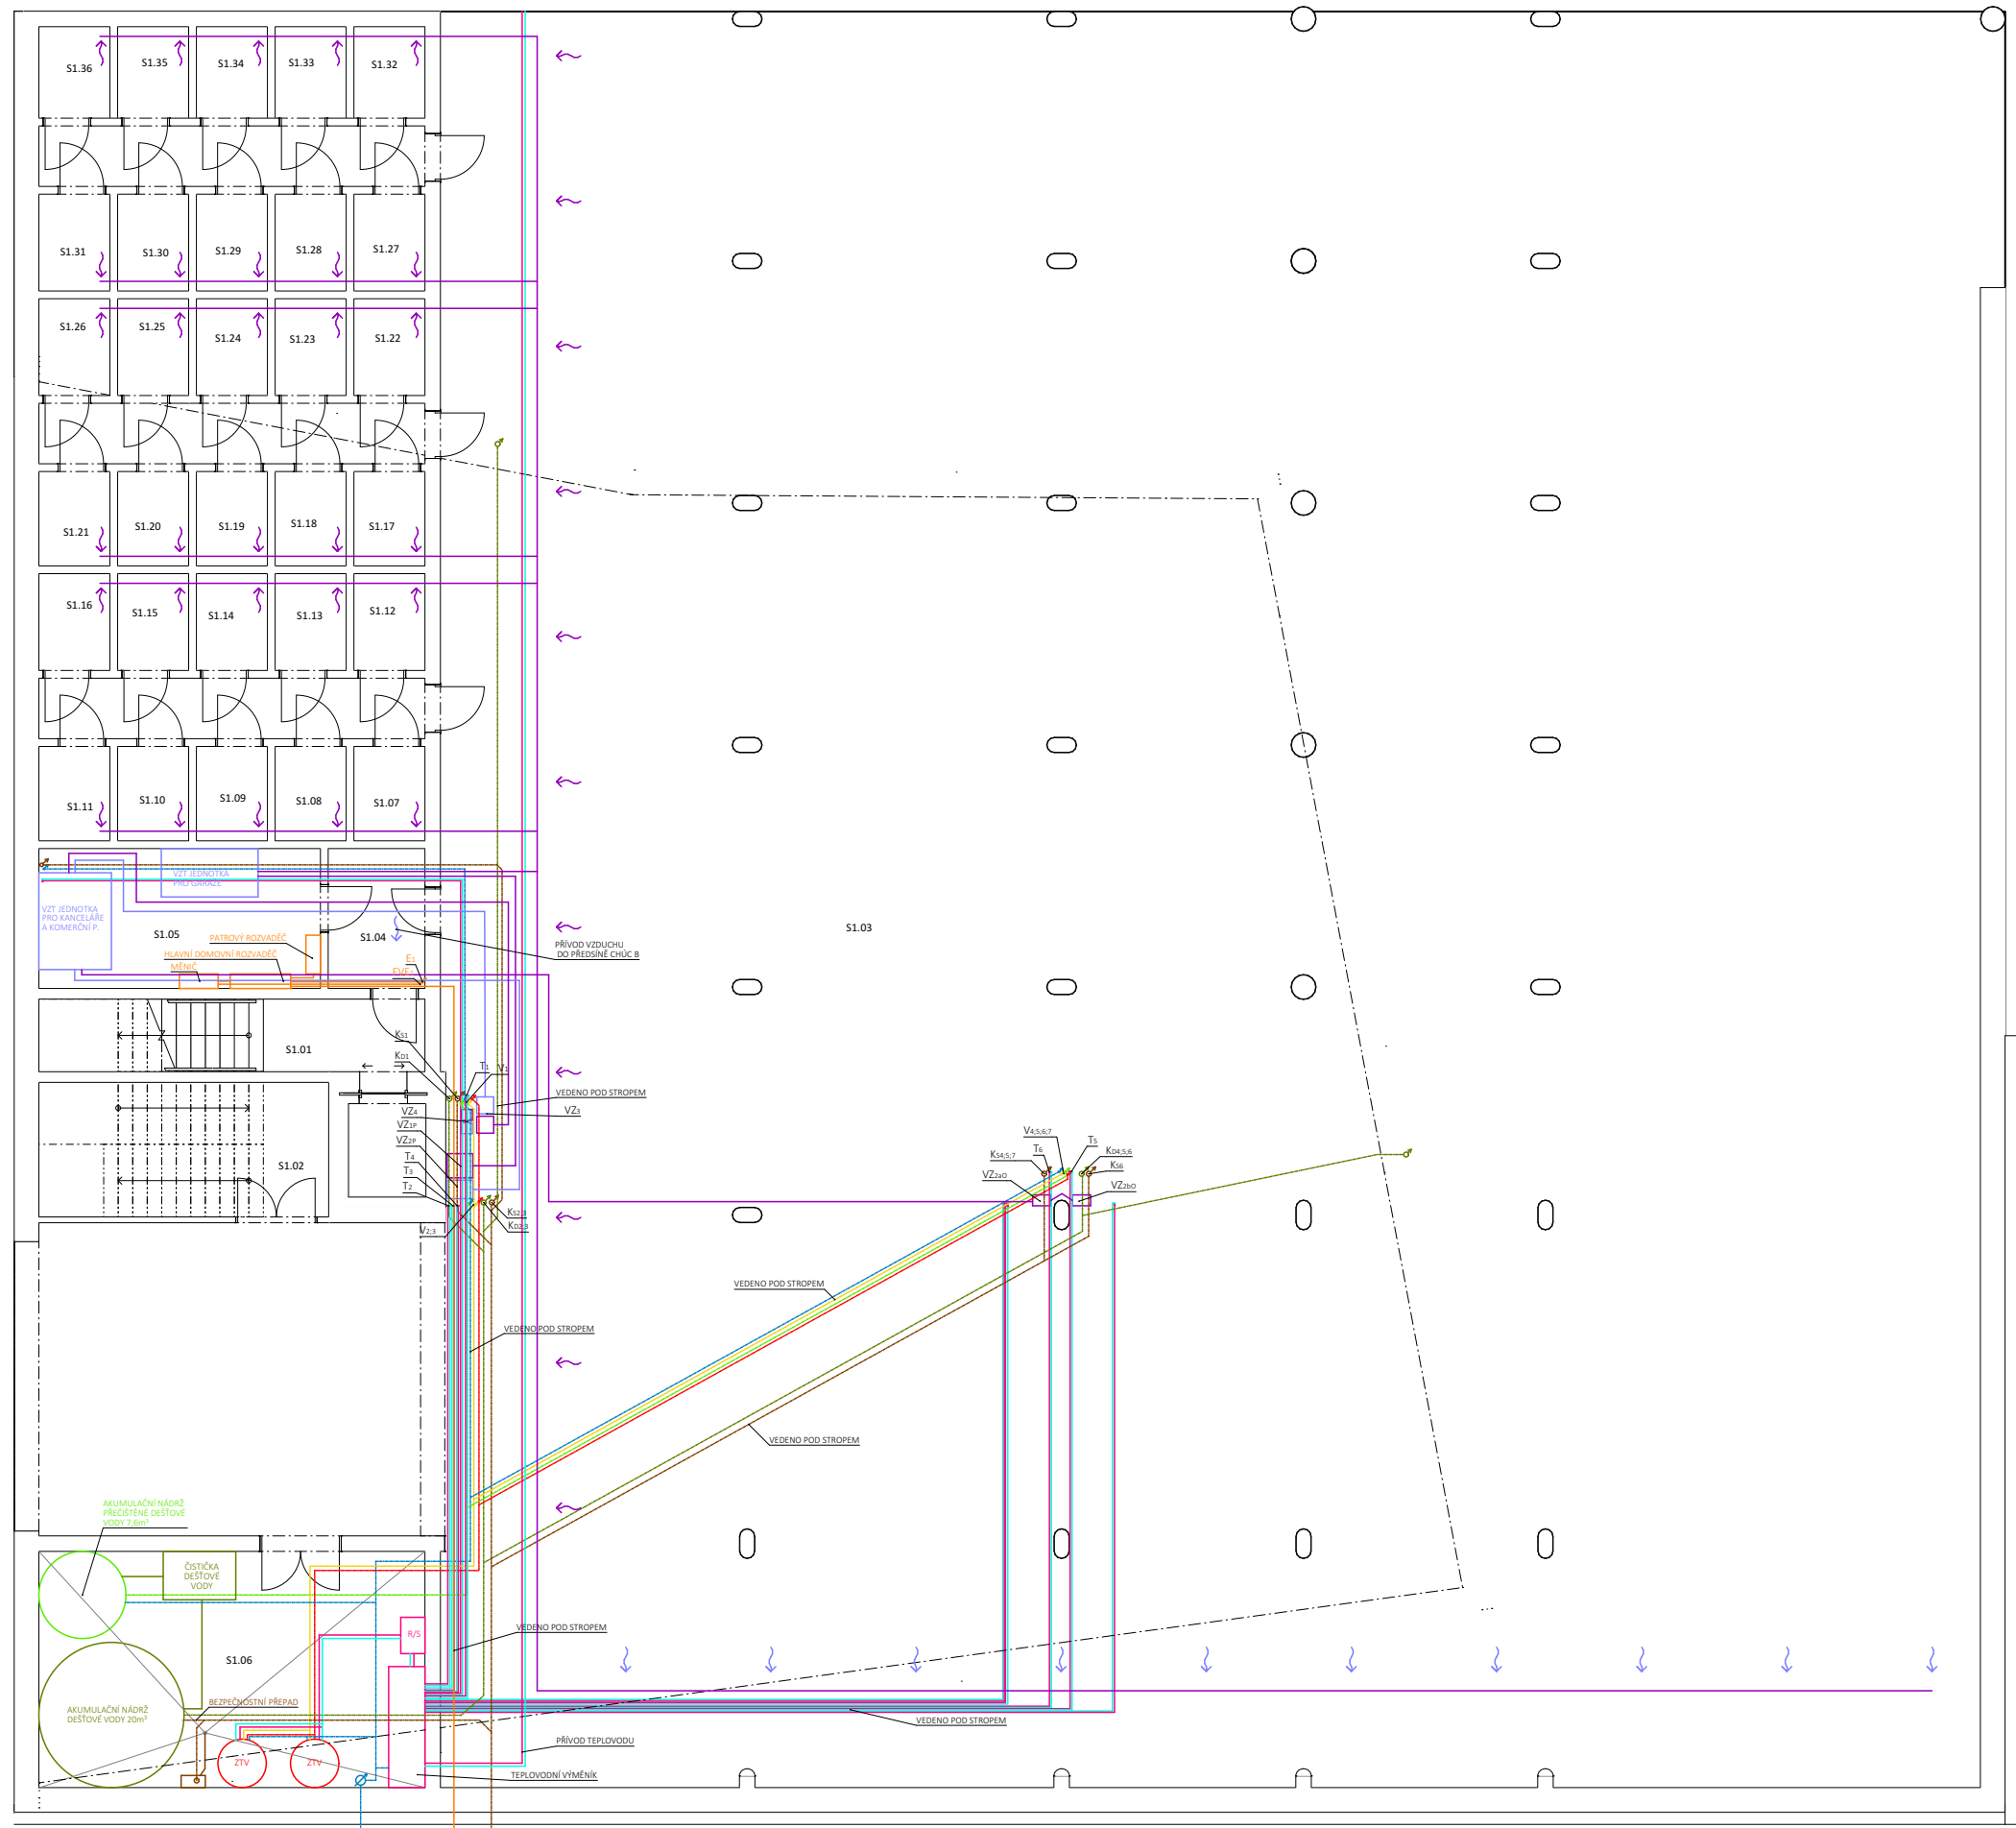 S1.36
S1.35
S1.34
S1.33
S1.32
S1.31
S1.30
S1.29
S1.28
S1.27
S1.26
S1.25
S1.24
S1.23
S1.22
S1.21
S1.20
S1.19
S1.18
S1.17
S1.16
S1.15
S1.14
S1.13
S1.12
S1.11
S1.10
S1.09
S1.08
S1.07
VZT JEDNOTKA
PRO GARÁŽE
VZT JEDNOTKA
PRO KANCELÁŘE
A KOMERČNÍ P.
S1.05
S1.04
S1.03
PATROVÝ ROZVADĚČ
HLAVNÍ DOMOVNÍ ROZVADĚČ
MĚNIČ
E1
PŘÍVOD VZDUCHU
DO PŘEDSÍNĚ CHÚC B
S1.01
KS1
KD1
T1
V1
VEDENO POD STROPEM
VZ4
VZ3
VZ1P
VZ2P
T4
T3
T2
S1.02
KS2;3
KD2;3
V2;3
V4;5;6;7
T6
T5
KS4;5;7
KD4;5;6
KS6
VZ2aO
VZ2bO
VEDENO POD STROPEM
VEDENO POD STROPEM
VEDENO POD STROPEM
AKUMULAČNÍ NÁDRŽ
PŘEČIŠTĚNÉ DEŠŤOVÉ
VODY 7,6m³
ČISTIČKA
DEŠŤOVÉ
VODY
VEDENO POD STROPEM
R/S
S1.06
BEZPEČNOSTNÍ PŘEPAD
AKUMULAČNÍ NÁDRŽ
DEŠŤOVÉ VODY 20m³
VEDENO POD STROPEM
PŘÍVOD TEPLOVODU
ZTV
ZTV
TEPLOVODNÍ VÝMĚNÍK